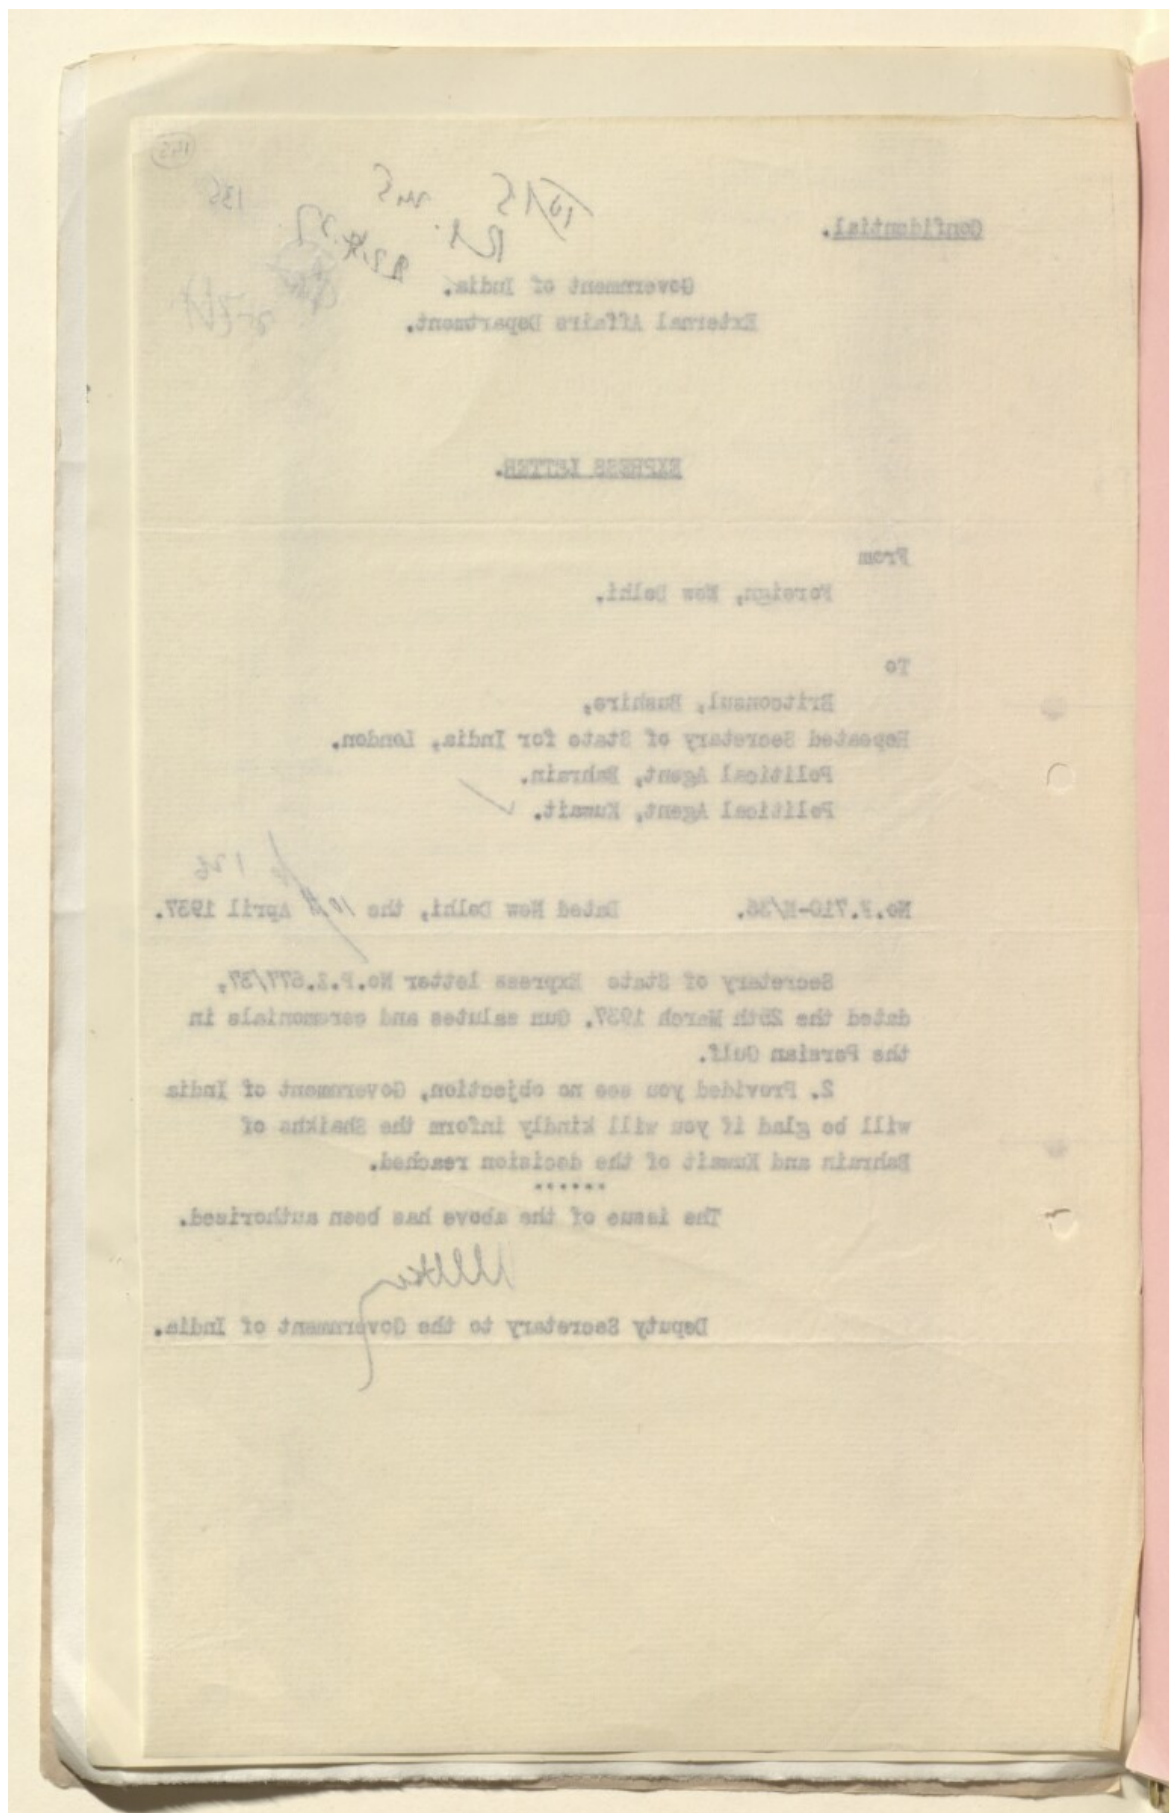 Confidential.
135
Government of India.
External Affairs Department.
EXPRESS LETTER.
From
Foreign, New Delhi.
To
Britconsul, Bushire,
Repeated Secretary of State for India, London.
Political Agent, Bahrain.
Political Agent, Kuwait.
No.F.710-N/36. Dated New Delhi, the 10th April 1937.
Secretary of State Express letter No.P.Z.577/37,
dated the 25th March 1937. Gun salutes and ceremonials in
the Persian Gulf.
2. Provided you see no objection, Government of India
will be glad if you will kindly inform the Shaikhs of
Bahrain and Kuwait of the decision reached.
******
The issue of the above has been authorised.
Deputy Secretary to the Government of India.